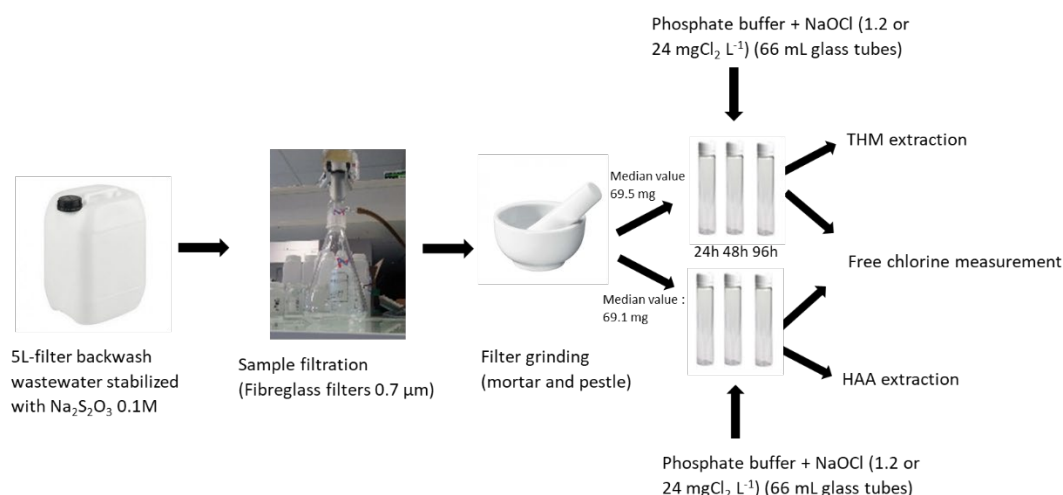 Phosphate buffer + NaOCl (1.2 or
24 mgCl₂ L⁻¹) (66 mL glass tubes)
THM extraction
Median value
69.5 mg
24h 48h 96h
Free chlorine measurement
Median value :
69.1 mg
5L-filter backwash
wastewater stabilized
with Na₂S₂O₃ 0.1M
Sample filtration
(Fibreglass filters 0.7 µm)
Filter grinding
(mortar and pestle)
HAA extraction
Phosphate buffer + NaOCl (1.2 or
24 mgCl₂ L⁻¹) (66 mL glass tubes)